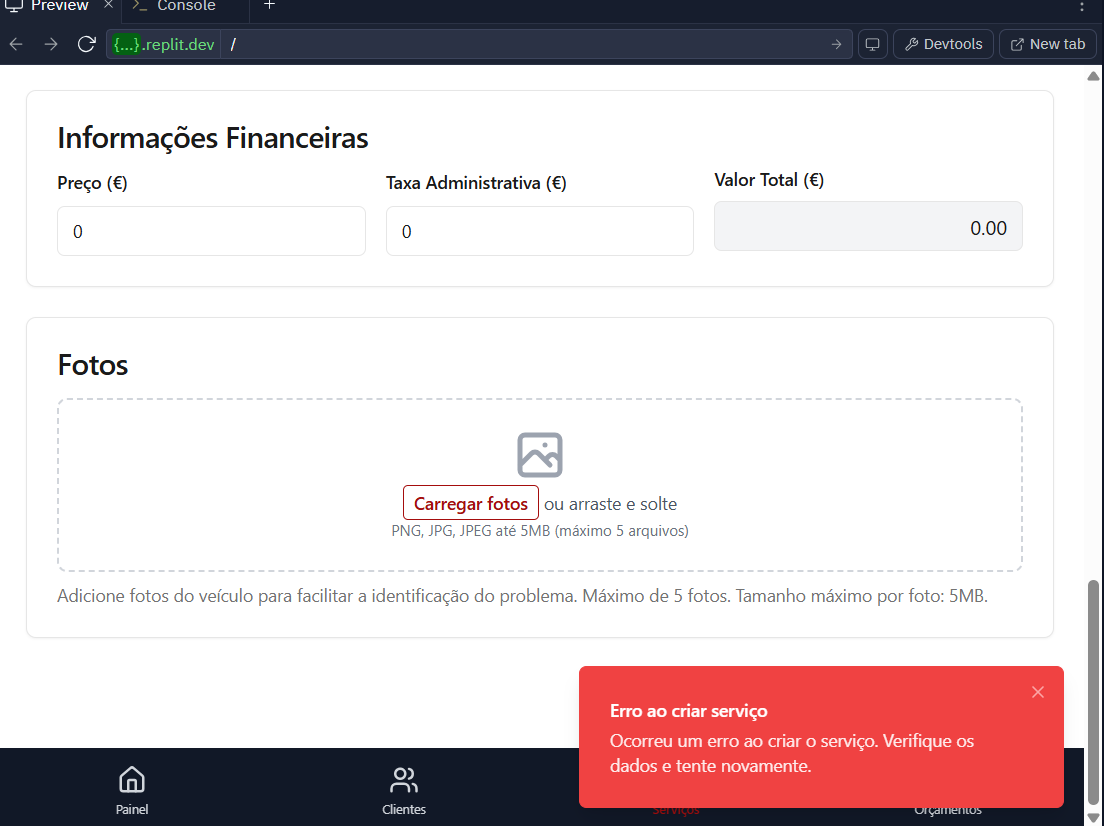 Preview
Console
{...}.replit.dev /
Devtools
New tab
Informações Financeiras
Preço (€)
Taxa Administrativa (€)
Valor Total (€)
0
0
0.00
Fotos
Carregar fotos ou arraste e solte
PNG, JPG, JPEG até 5MB (máximo 5 arquivos)
Adicione fotos do veículo para facilitar a identificação do problema. Máximo de 5 fotos. Tamanho máximo por foto: 5MB.
Erro ao criar serviço
Ocorreu um erro ao criar o serviço. Verifique os
dados e tente novamente.
Painel
Clientes
Serviços
Orçamentos